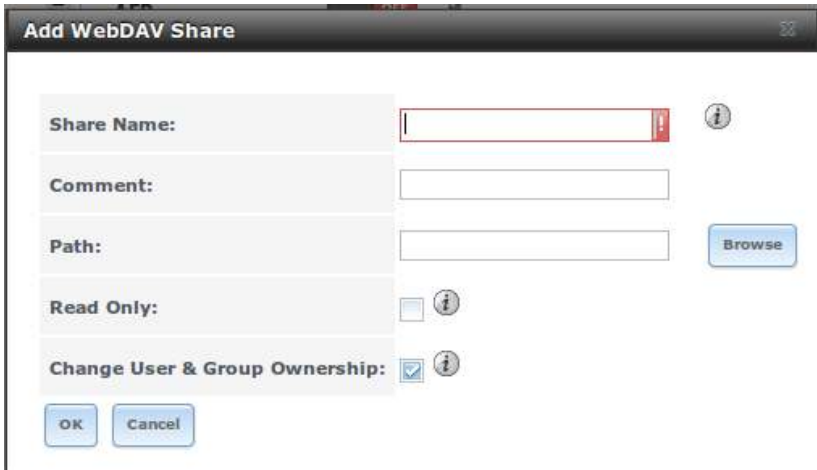 Add WebDAV Share
Share Name:
Comment:
Path:
Browse
Read Only:
Change User & Group Ownership:
OK
Cancel